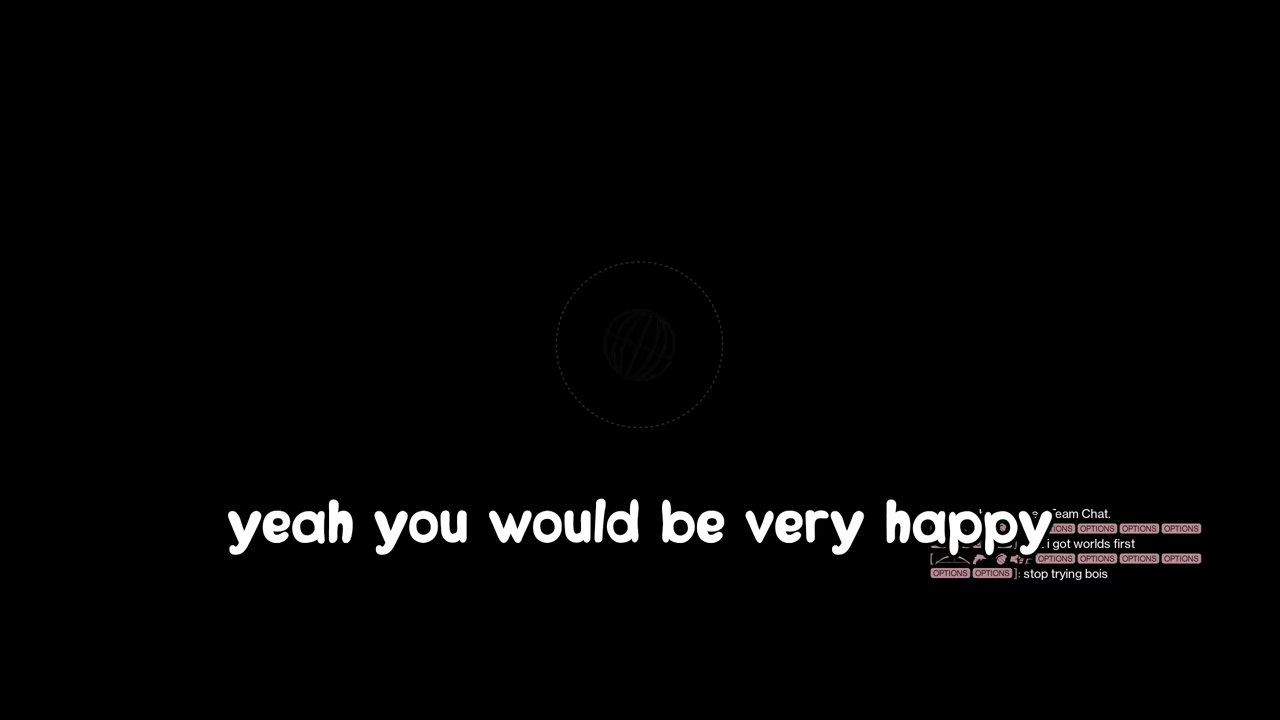 yeah you would be very happy
Team Chat.
OPTIONS OPTIONS OPTIONS
i got worlds first
OPTIONS OPTIONS OPTIONS OPTIONS
OPTIONS OPTIONS ]: stop trying bois